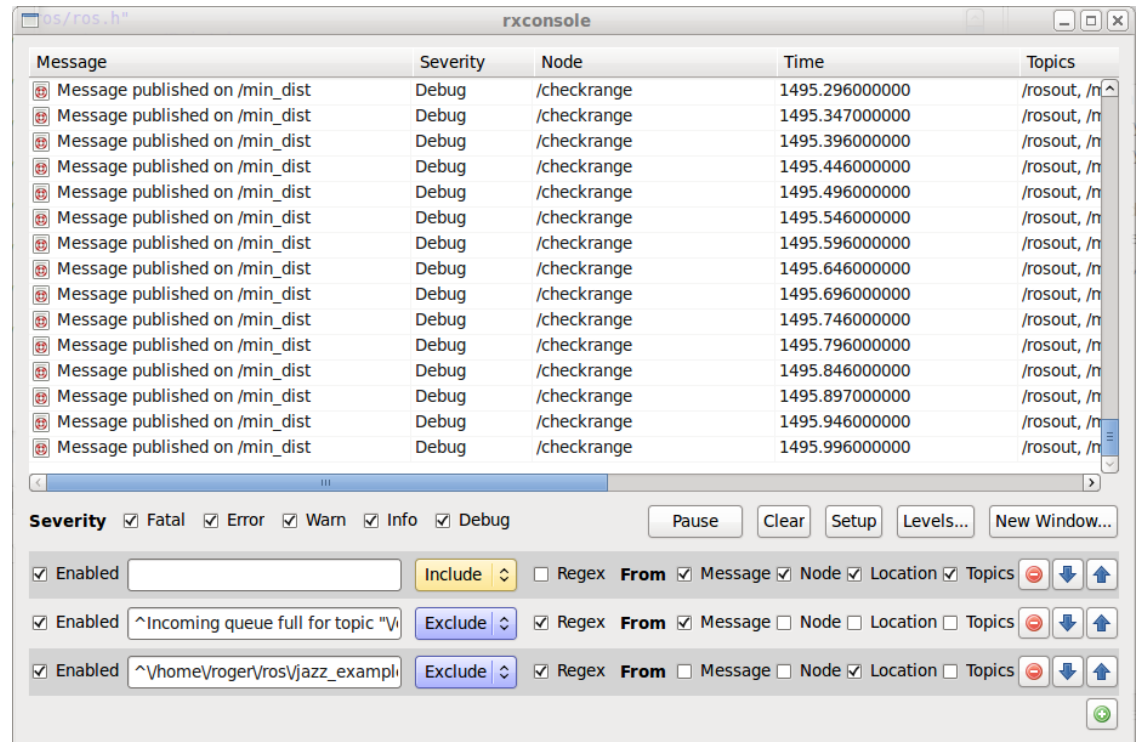 os/ros.h" rxconsole
Message Severity Node Time Topics
Message published on /min_dist Debug /checkrange 1495.296000000 /rosout, /m
Message published on /min_dist Debug /checkrange 1495.347000000 /rosout, /m
Message published on /min_dist Debug /checkrange 1495.396000000 /rosout, /m
Message published on /min_dist Debug /checkrange 1495.446000000 /rosout, /m
Message published on /min_dist Debug /checkrange 1495.496000000 /rosout, /m
Message published on /min_dist Debug /checkrange 1495.546000000 /rosout, /m
Message published on /min_dist Debug /checkrange 1495.596000000 /rosout, /m
Message published on /min_dist Debug /checkrange 1495.646000000 /rosout, /m
Message published on /min_dist Debug /checkrange 1495.696000000 /rosout, /m
Message published on /min_dist Debug /checkrange 1495.746000000 /rosout, /m
Message published on /min_dist Debug /checkrange 1495.796000000 /rosout, /m
Message published on /min_dist Debug /checkrange 1495.846000000 /rosout, /m
Message published on /min_dist Debug /checkrange 1495.897000000 /rosout, /m
Message published on /min_dist Debug /checkrange 1495.946000000 /rosout, /m
Message published on /min_dist Debug /checkrange 1495.996000000 /rosout, /m
Severity Fatal Error Warn Info Debug Pause Clear Setup Levels... New Window...
Enabled Include Regex From Message Node Location Topics
Enabled ^Incoming queue full for topic "\/ Exclude Regex From Message Node Location Topics
Enabled ^\/home\/roger\/ros\/jazz_exampl Exclude Regex From Message Node Location Topics